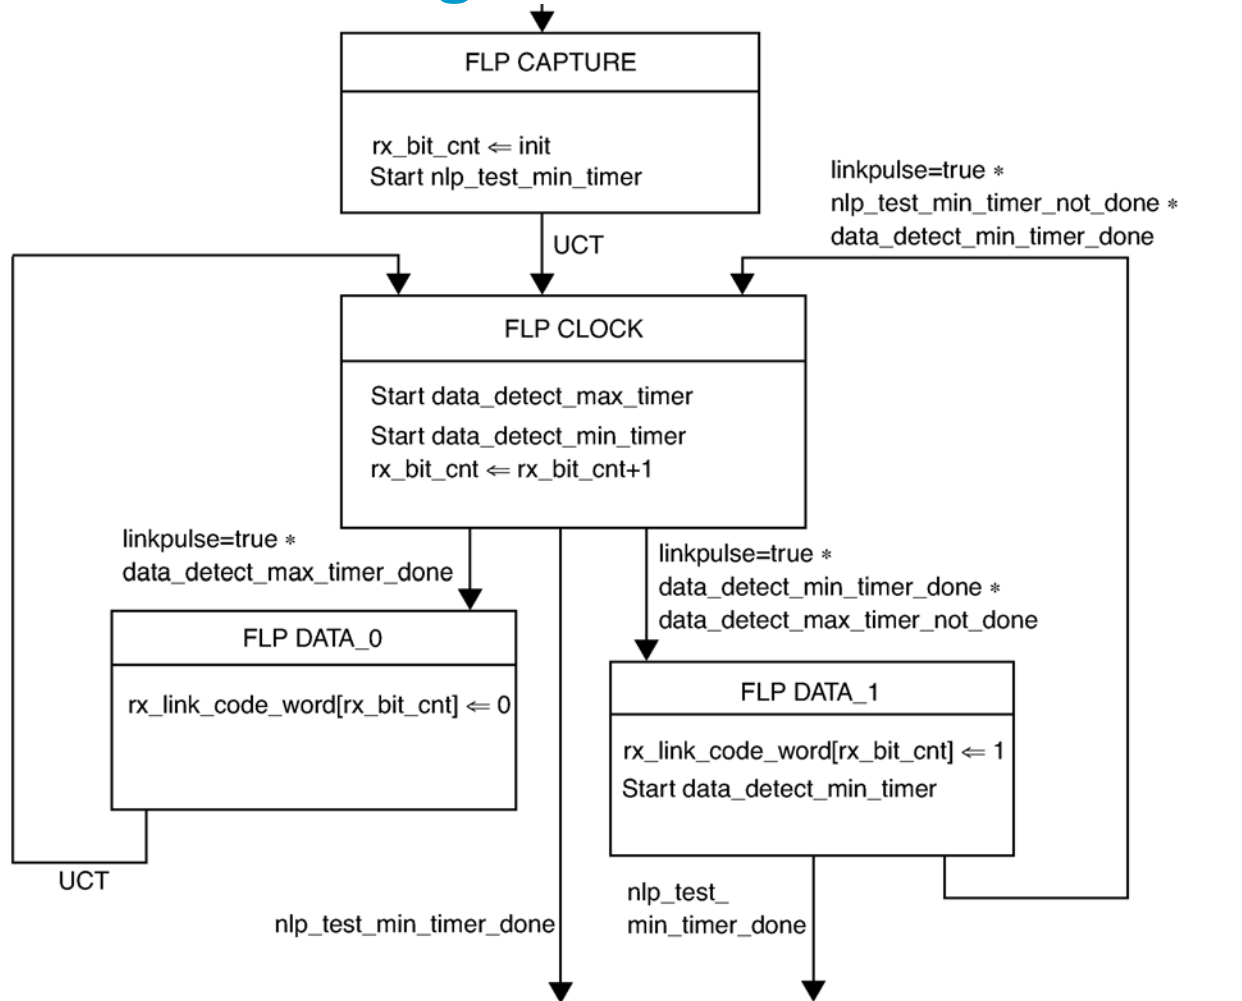 FLP CAPTURE
rx_bit_cnt ⇐ init
Start nlp_test_min_timer
linkpulse=true *
nlp_test_min_timer_not_done *
data_detect_min_timer_done
UCT
FLP CLOCK
Start data_detect_max_timer
Start data_detect_min_timer
rx_bit_cnt ⇐ rx_bit_cnt+1
linkpulse=true *
data_detect_max_timer_done
linkpulse=true *
data_detect_min_timer_done *
data_detect_max_timer_not_done
FLP DATA_0
rx_link_code_word[rx_bit_cnt] ⇐ 0
FLP DATA_1
rx_link_code_word[rx_bit_cnt] ⇐ 1
Start data_detect_min_timer
UCT
nlp_test_min_timer_done
nlp_test_
min_timer_done